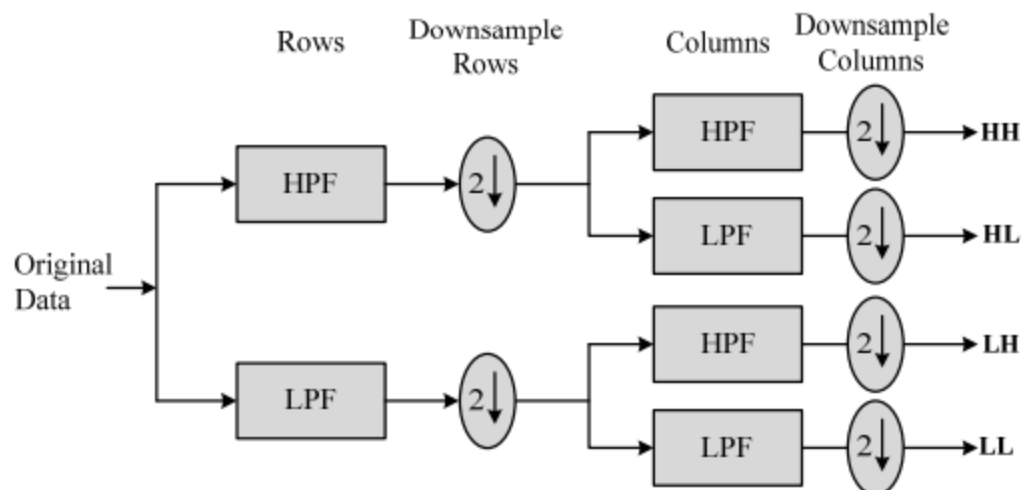 Rows
Downsample
Rows
Columns
Downsample
Columns
HPF
2
HH
HPF
2
LPF
2
HL
Original
Data
HPF
2
LH
LPF
2
LPF
2
LL